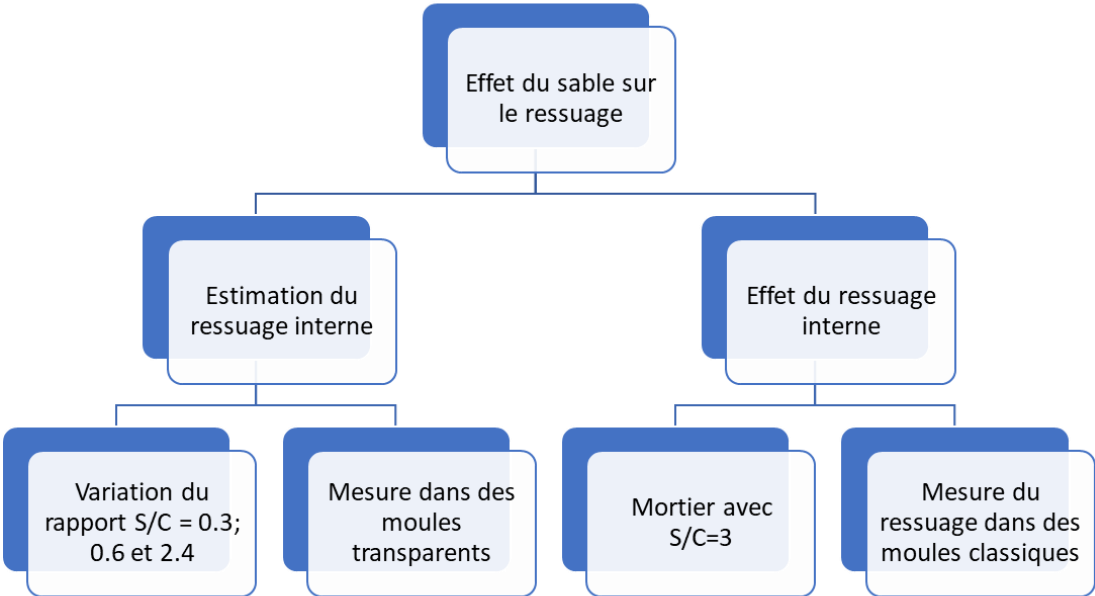 Effet du sable sur
le ressuage
Estimation du
ressuage interne
Effet du ressuage
interne
Variation du
rapport S/C = 0.3;
0.6 et 2.4
Mesure dans des
moules
transparents
Mortier avec
S/C=3
Mesure du
ressuage dans des
moules classiques